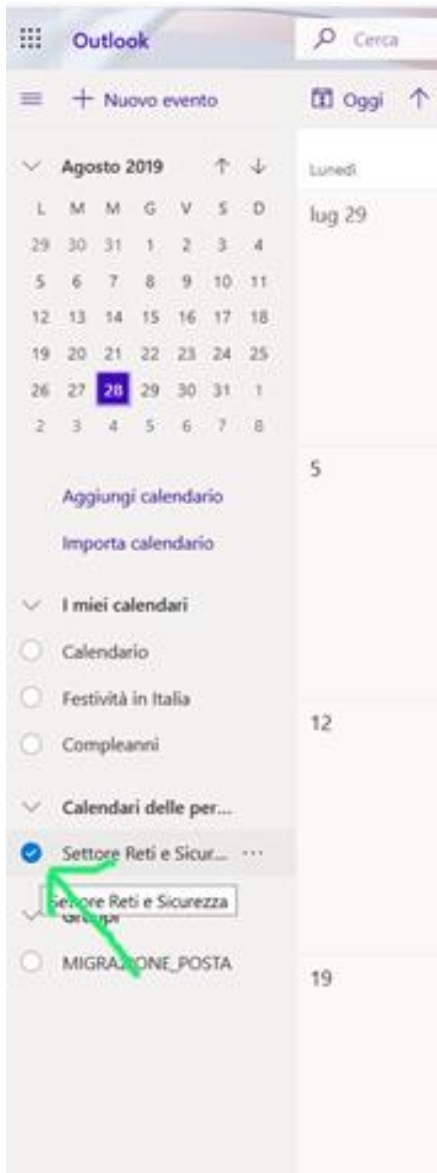 Outlook
Cerca
Nuovo evento
Oggi
Agosto 2019
Lunedì
L M M G V S D
lug 29
29 30 31 1 2 3 4
5 6 7 8 9 10 11
12 13 14 15 16 17 18
19 20 21 22 23 24 25
26 27 28 29 30 31 1
2 3 4 5 6 7 8
5
Aggiungi calendario
Importa calendario
I miei calendari
Calendario
Festività in Italia
12
Compleanni
Calendari delle per...
Settore Reti e Sicur... ...
Settore Reti e Sicurezza
Gruppi
MIGRAZIONE_POSTA
19